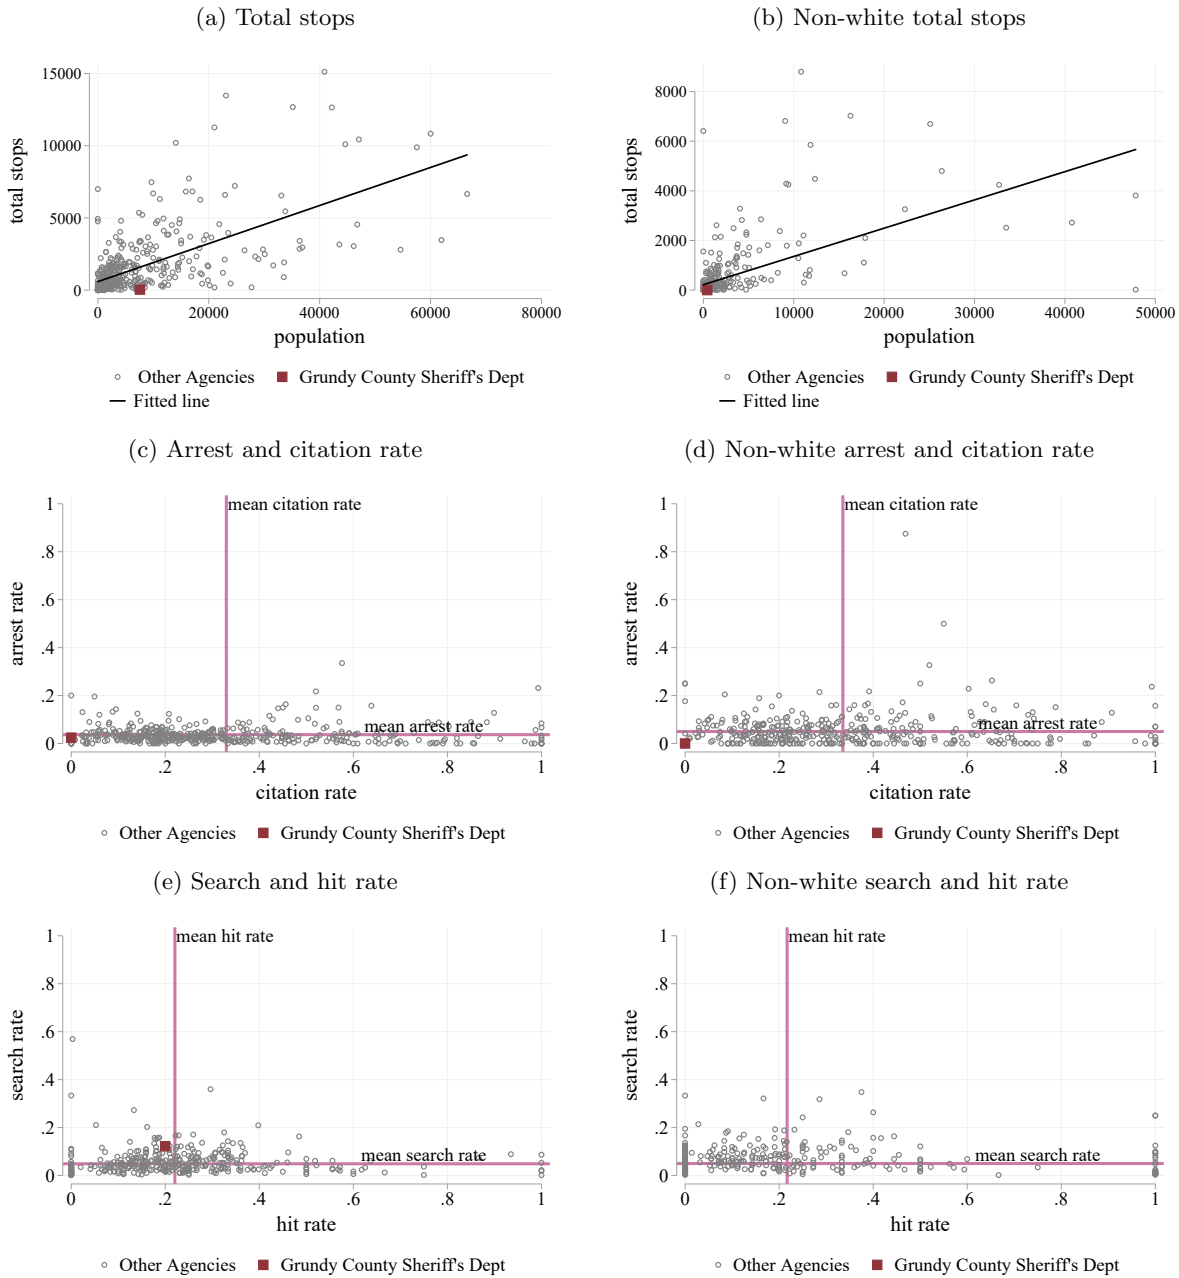 (a) Total stops
(b) Non-white total stops
total stops
15000
10000
5000
0
0 20000 40000 60000 80000
population
Other Agencies Grundy County Sheriff's Dept
Fitted line
total stops
8000
6000
4000
2000
0
0 10000 20000 30000 40000 50000
population
Other Agencies Grundy County Sheriff's Dept
Fitted line
(c) Arrest and citation rate
(d) Non-white arrest and citation rate
arrest rate
1
.8
.6
.4
.2
0
mean citation rate
mean arrest rate
0 .2 .4 .6 .8 1
citation rate
Other Agencies Grundy County Sheriff's Dept
arrest rate
1
.8
.6
.4
.2
0
mean citation rate
mean arrest rate
0 .2 .4 .6 .8 1
citation rate
Other Agencies Grundy County Sheriff's Dept
(e) Search and hit rate
(f) Non-white search and hit rate
search rate
1
.8
.6
.4
.2
0
mean hit rate
mean search rate
0 .2 .4 .6 .8 1
hit rate
Other Agencies Grundy County Sheriff's Dept
search rate
1
.8
.6
.4
.2
0
mean hit rate
mean search rate
0 .2 .4 .6 .8 1
hit rate
Other Agencies Grundy County Sheriff's Dept